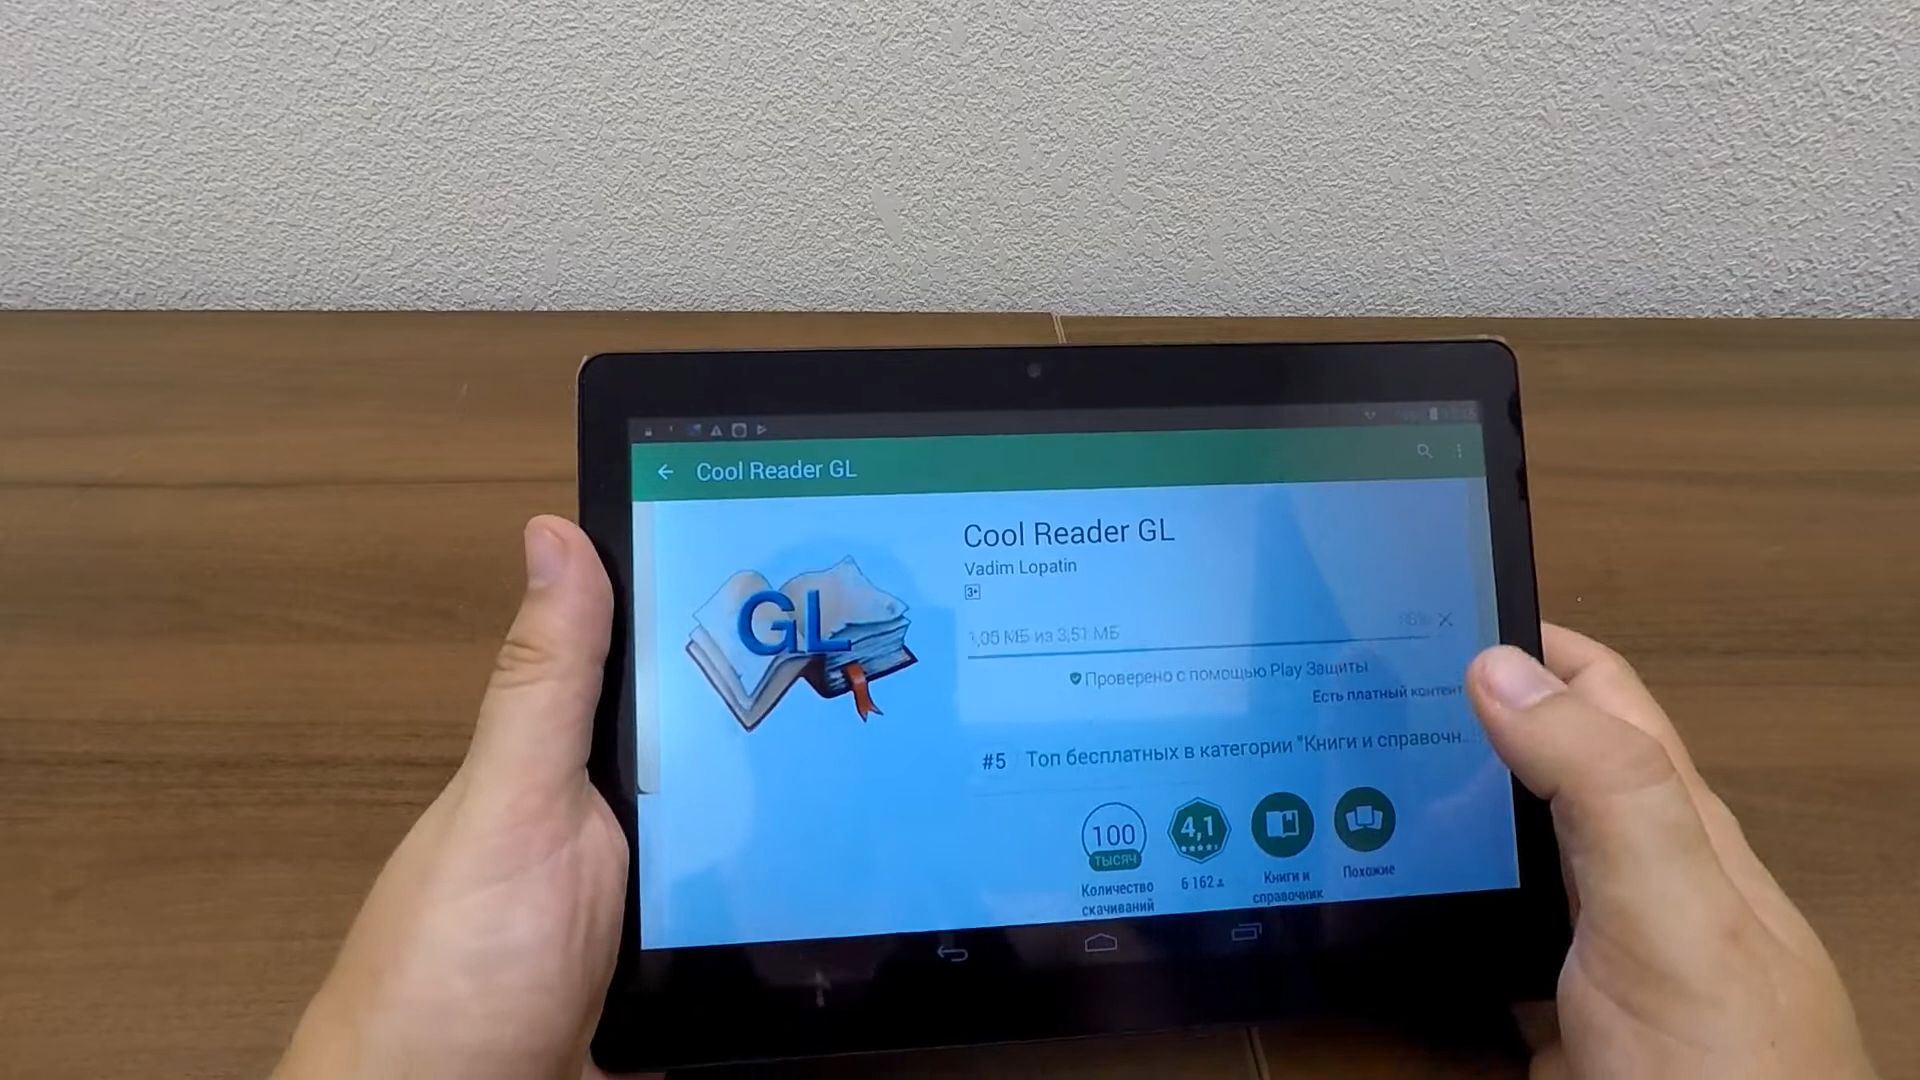 Cool Reader GL
GL
Cool Reader GL
Vadim Lopatin
3+
1,05 МБ из 3,51 МБ
Проверено с помощью Play Защиты
Есть платный контент
#5 Топ бесплатных в категории "Книги и справочн...
100
ТЫСЯЧ
Количество
скачиваний
4,1
6 162
Книги и
справочник
Похожие